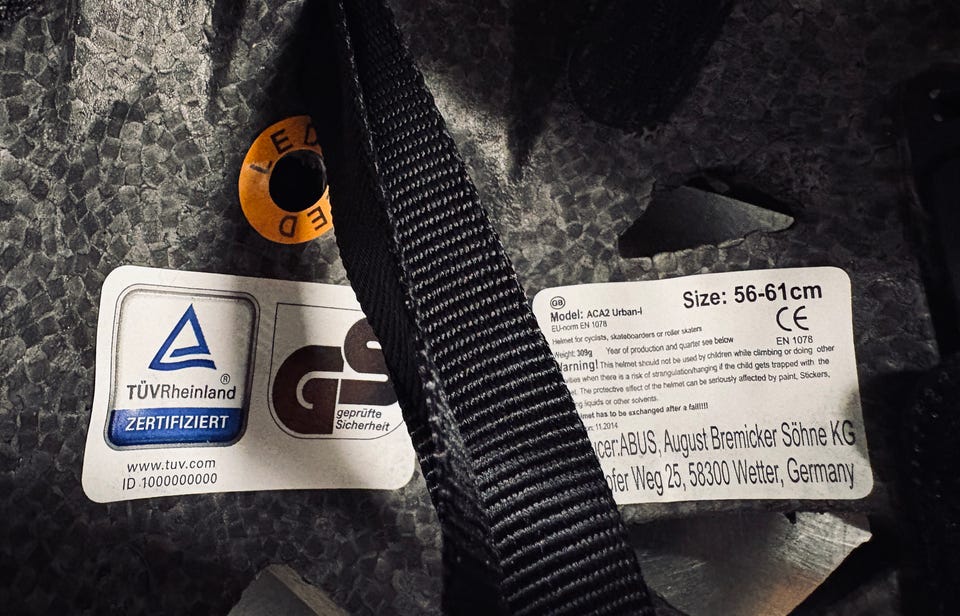 LED
LED
TÜVRheinland®
ZERTIFIZIERT
www.tuv.com
ID 1000000000
GS
geprüfte
Sicherheit
GB
Size: 56-61cm
Model: ACA2 Urban-I
EU-norm EN 1078
CE
EN 1078
Helmet for cyclists, skateboarders or roller skaters
Weight: 309g Year of production and quarter see below
Warning! This helmet should not be used by children while climbing or doing other
when there is a risk of strangulation/hanging if the child gets trapped with the
The protective effect of the helmet can be seriously affected by paint, Stickers,
liquids or other solvents.
has to be exchanged after a fall!!!!
11.2014
ABUS, August Bremicker Söhne KG
Weg 25, 58300 Wetter, Germany